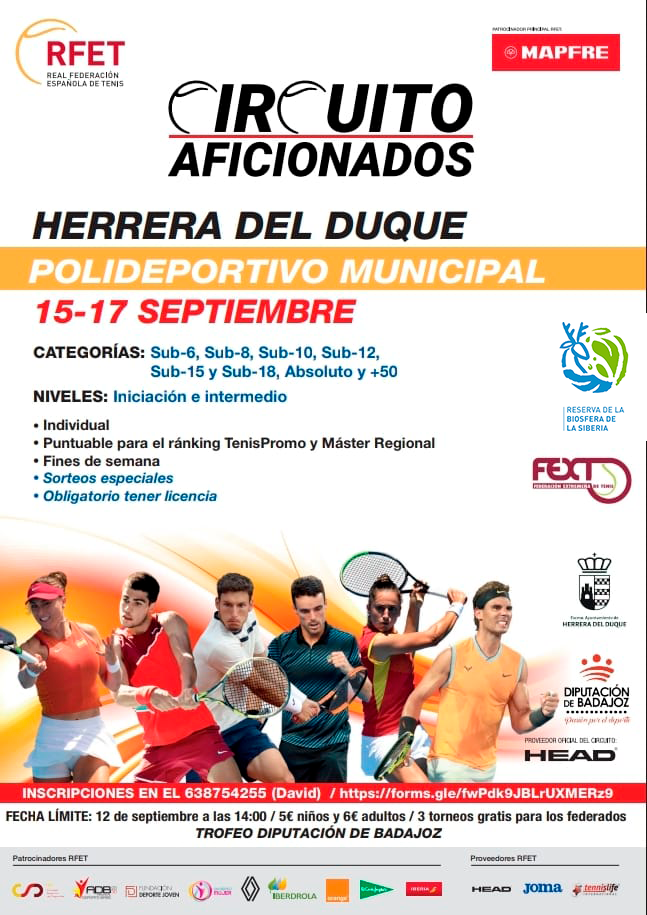 RFET
REAL FEDERACIÓN
ESPAÑOLA DE TENIS
PATROCINADOR PRINCIPAL RFET:
MAPFRE
CIRCUITO
AFICIONADOS
HERRERA DEL DUQUE
POLIDEPORTIVO MUNICIPAL
15-17 SEPTIEMBRE
CATEGORÍAS: Sub-6, Sub-8, Sub-10, Sub-12,
Sub-15 y Sub-18, Absoluto y +50
NIVELES: Iniciación e intermedio
• Individual
• Puntuable para el ránking TenisPromo y Máster Regional
• Fines de semana
• Sorteos especiales
• Obligatorio tener licencia
RESERVA DE LA
BIOSFERA DE
LA SIBERIA
FEXT
FEDERACIÓN EXTREMEÑA DE TENIS
HERRERA DEL DUQUE
DIPUTACIÓN
DE BADAJOZ
Pasión por el deporte
PROVEEDOR OFICIAL DEL CIRCUITO:
HEAD
INSCRIPCIONES EN EL 638754255 (David) / https://forms.gle/fwPdk9JBLrUXMERz9
FECHA LÍMITE: 12 de septiembre a las 14:00 / 5€ niños y 6€ adultos / 3 torneos gratis para los federados
TROFEO DIPUTACIÓN DE BADAJOZ
Patrocinadores RFET
Proveedores RFET
CSD
FUNDACIÓN
DEPORTE JOVEN
MUJER
IBERDROLA
orange
El Corte Inglés
IBERIA
HEAD
Joma
tennislife